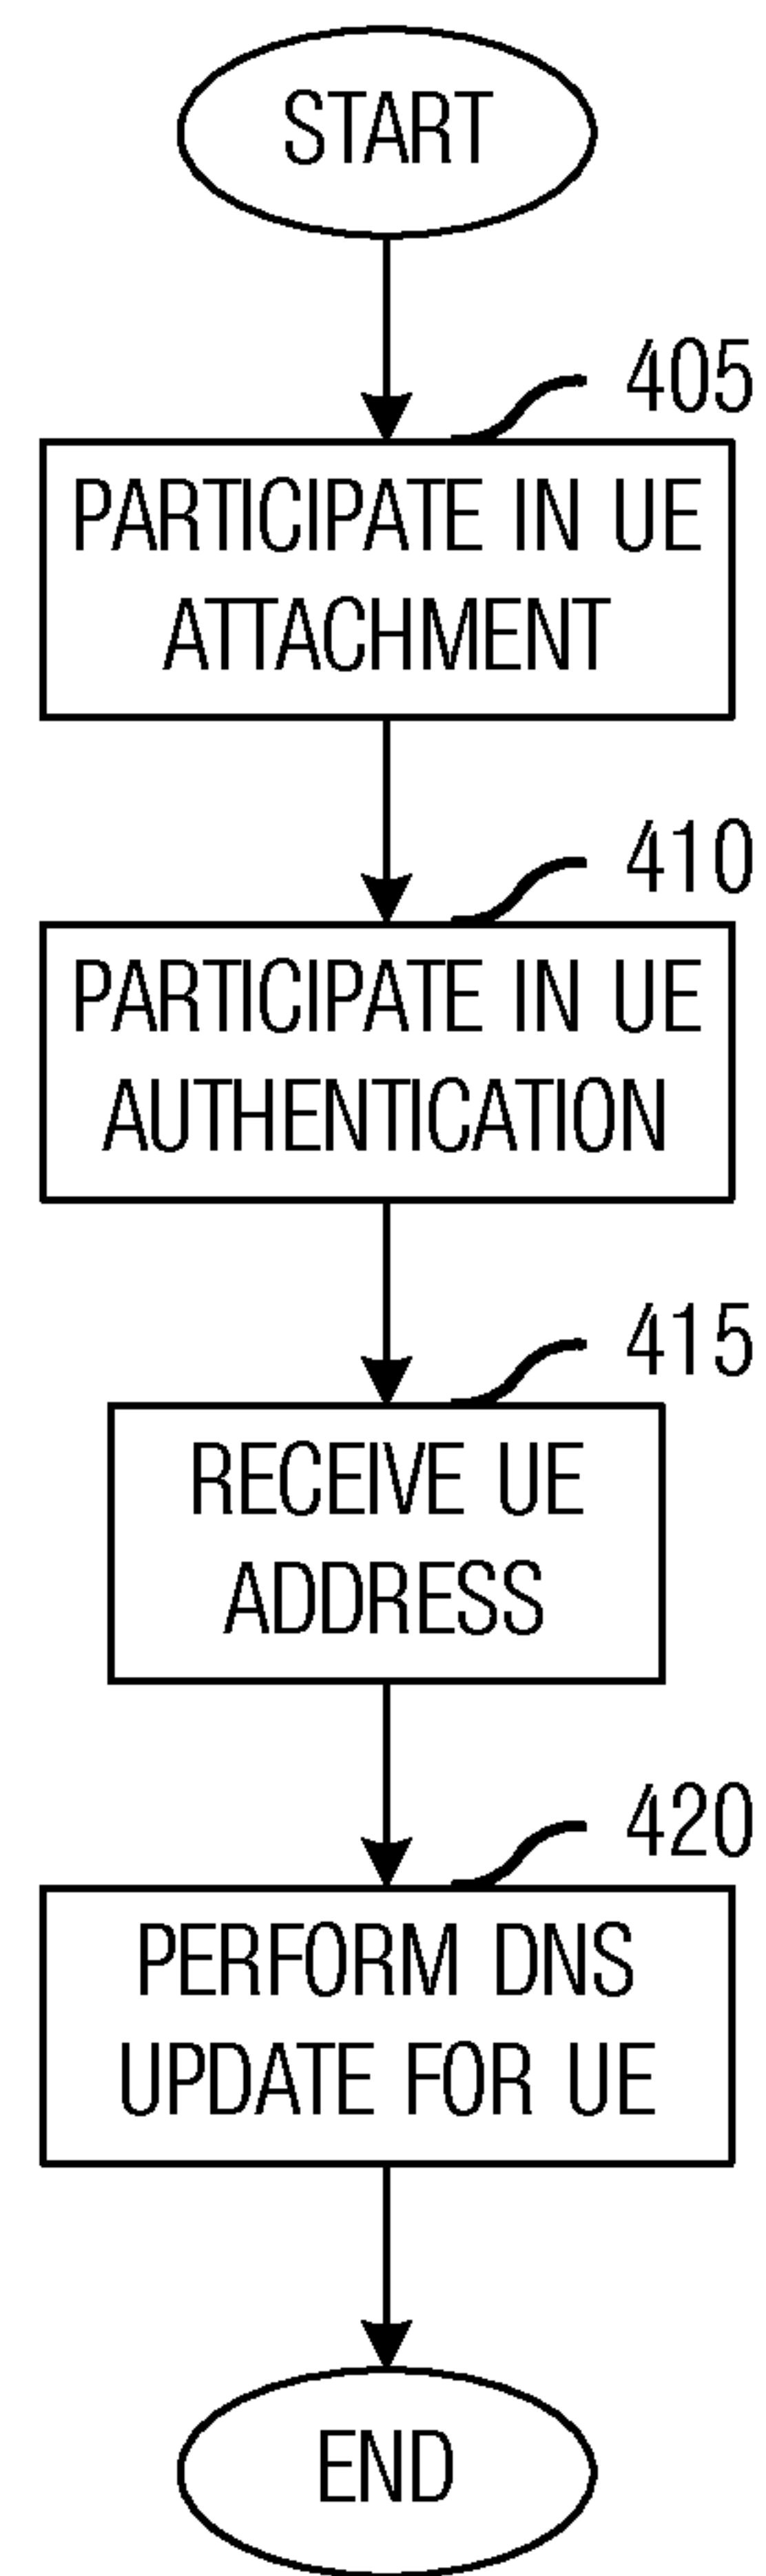 START
405
PARTICIPATE IN UE
ATTACHMENT
410
PARTICIPATE IN UE
AUTHENTICATION
415
RECEIVE UE
ADDRESS
420
PERFORM DNS
UPDATE FOR UE
END